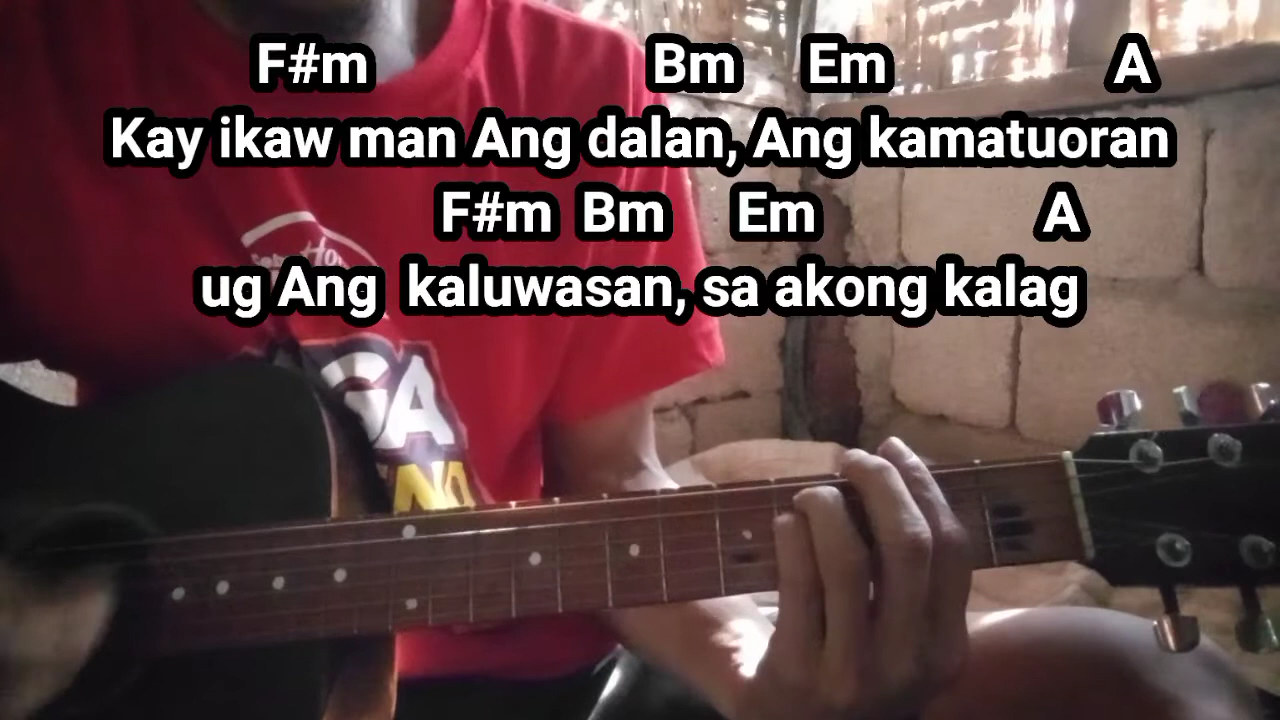 F#m Bm Em A
Kay ikaw man Ang dalan, Ang kamatuoran
F#m Bm Em A
ug Ang kaluwasan, sa akong kalag